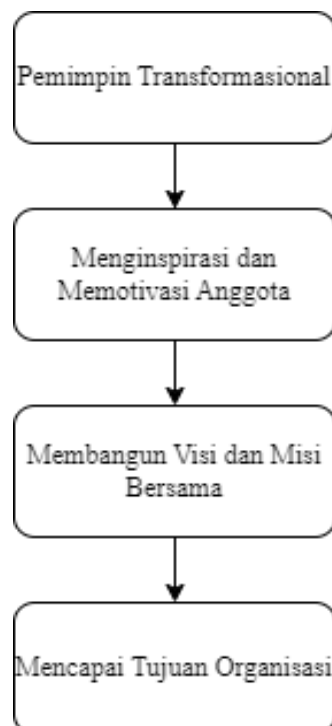 Pemimpin Transformasional
Menginspirasi dan
Memotivasi Anggota
Membangun Visi dan Misi
Bersama
Mencapai Tujuan Organisasi